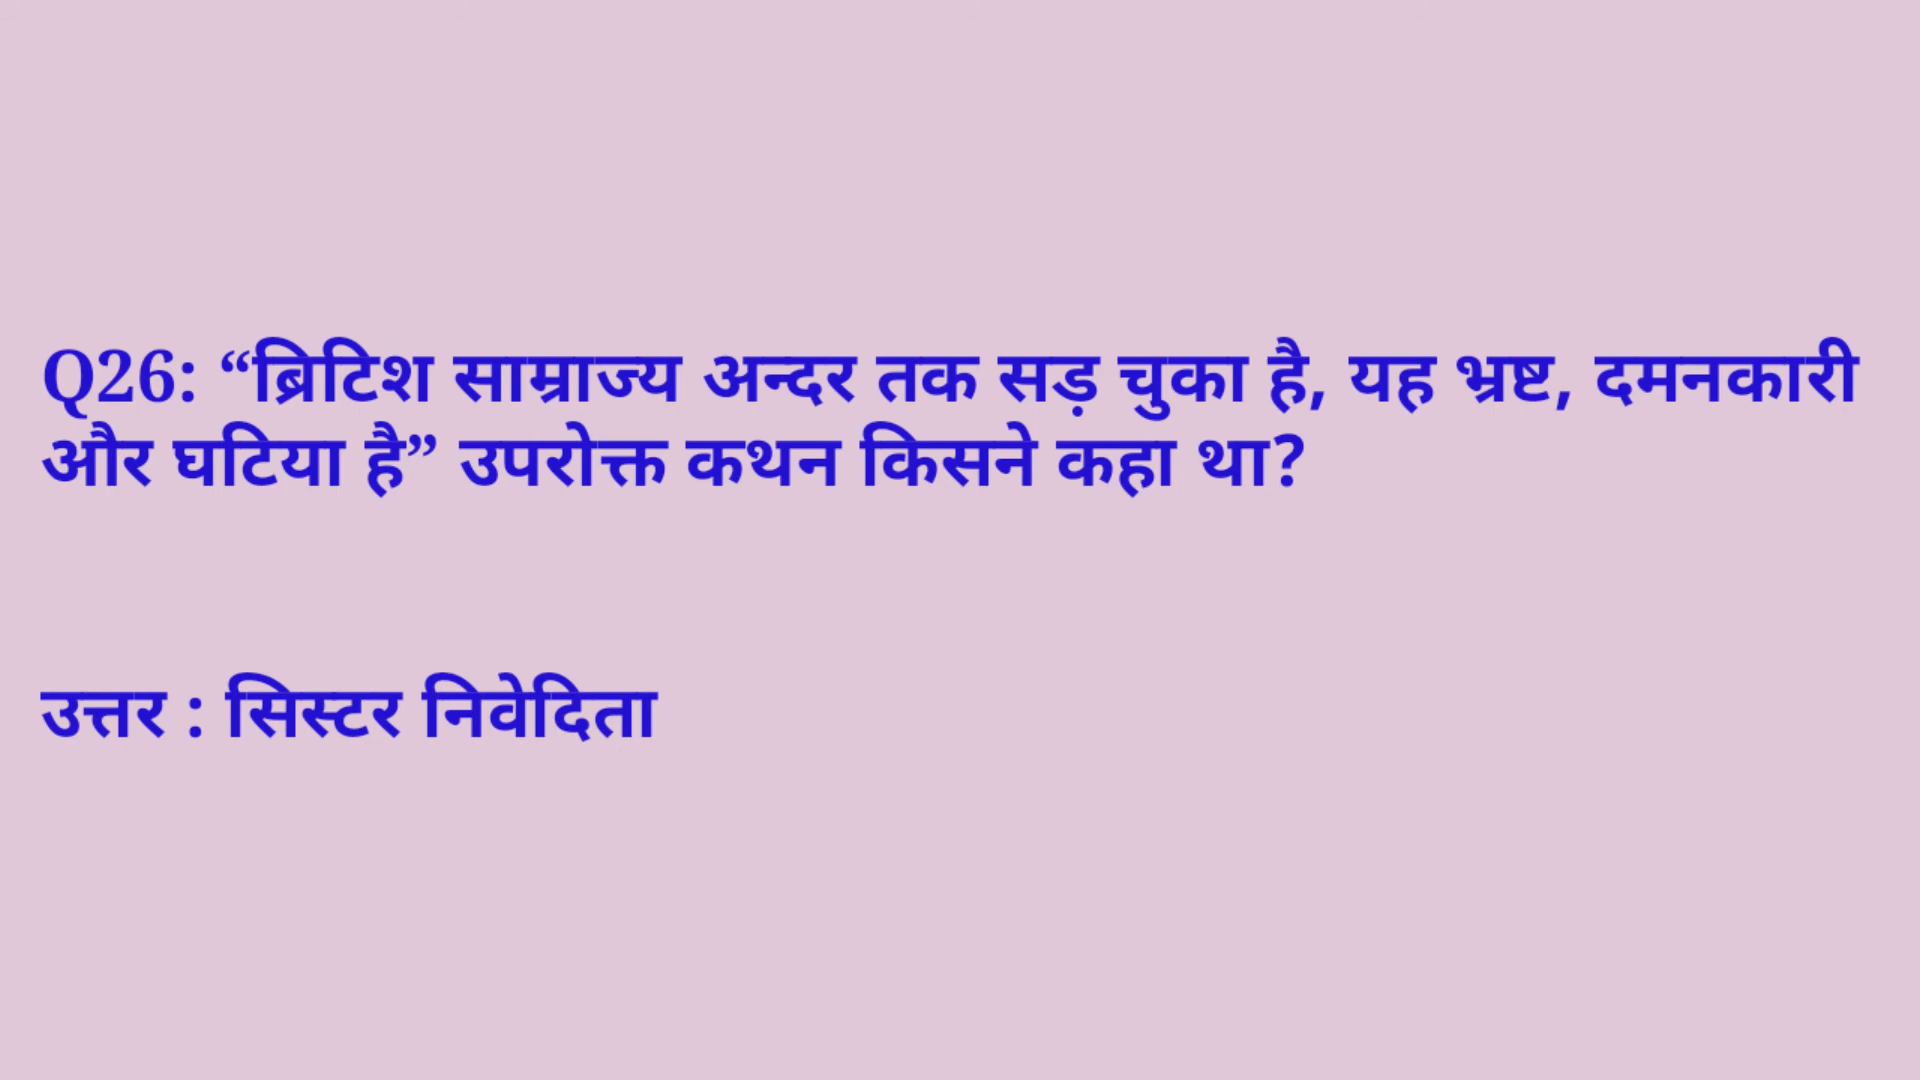 Q26: “ब्रिटिश साम्राज्य अन्दर तक सड़ चुका है, यह भ्रष्ट, दमनकारी
और घटिया है” उपरोक्त कथन किसने कहा था?
उत्तर : सिस्टर निवेदिता